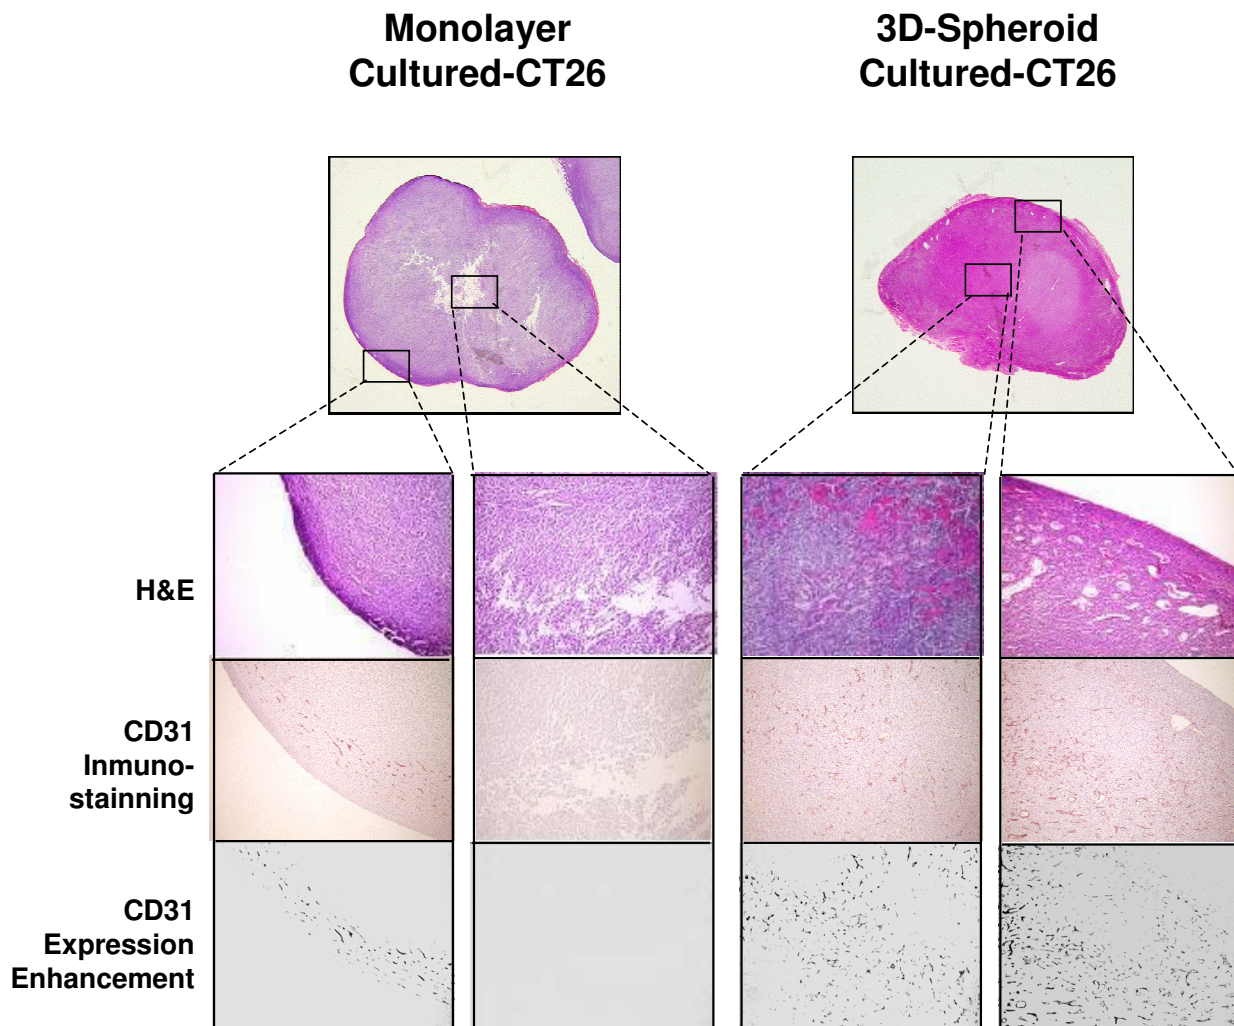 Monolayer
Cultured-CT26
3D-Spheroid
Cultured-CT26
H&E
CD31
Inmuno-
stainning
CD31
Expression
Enhancement